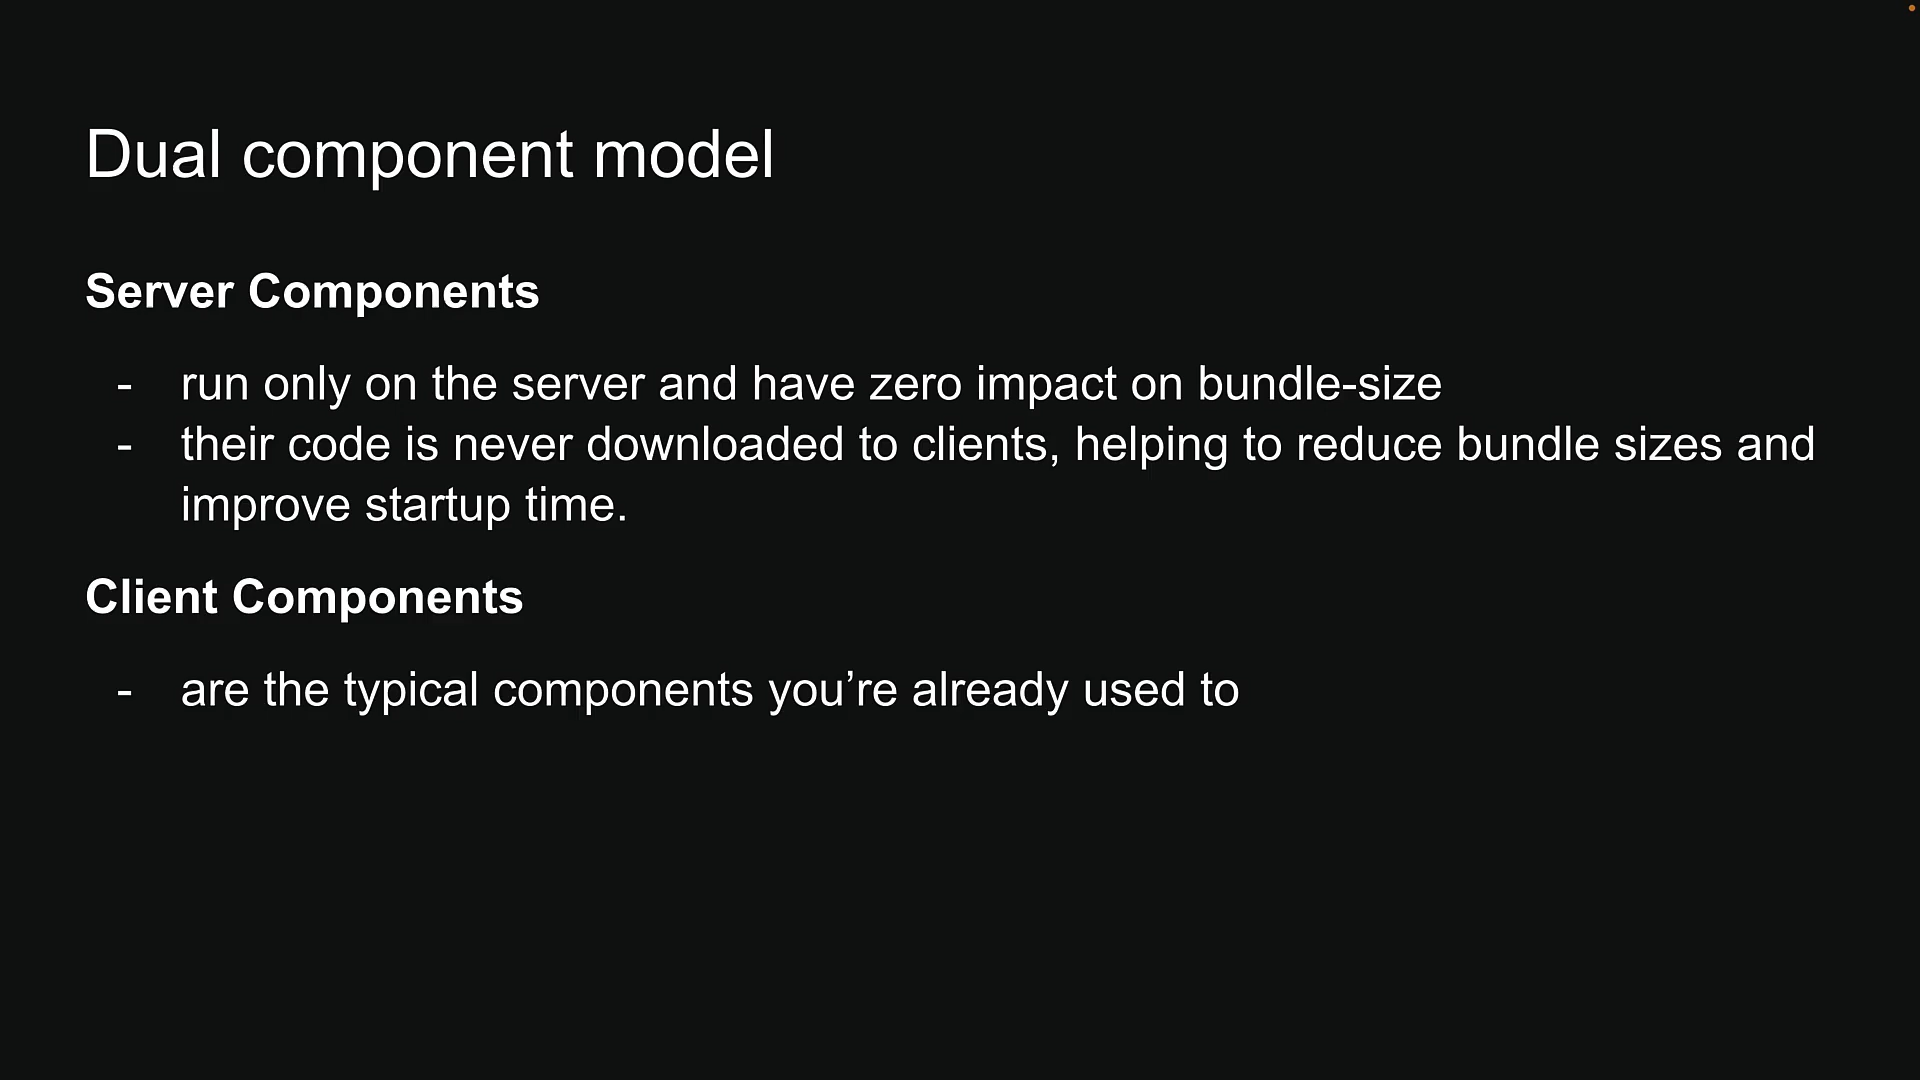 Dual component model
Server Components
- run only on the server and have zero impact on bundle-size
- their code is never downloaded to clients, helping to reduce bundle sizes and
improve startup time.
Client Components
- are the typical components you’re already used to